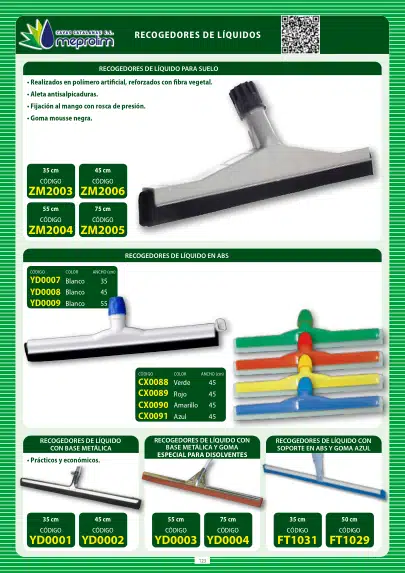 CAYAS CATALANAS S.L.
meprolim
RECOGEDORES DE LÍQUIDOS
RECOGEDORES DE LÍQUIDO PARA SUELO
• Realizados en polímero artificial, reforzados con fibra vegetal.
• Aleta antisalpicaduras.
• Fijación al mango con rosca de presión.
• Goma mousse negra.
35 cm
CÓDIGO
ZM2003
45 cm
CÓDIGO
ZM2006
55 cm
CÓDIGO
ZM2004
75 cm
CÓDIGO
ZM2005
RECOGEDORES DE LÍQUIDO EN ABS
CÓDIGO COLOR ANCHO (cm)
YD0007 Blanco 35
YD0008 Blanco 45
YD0009 Blanco 55
CÓDIGO COLOR ANCHO (cm)
CX0088 Verde 45
CX0089 Rojo 45
CX0090 Amarillo 45
CX0091 Azul 45
RECOGEDORES DE LÍQUIDO
CON BASE METÁLICA
• Prácticos y económicos.
35 cm
CÓDIGO
YD0001
45 cm
CÓDIGO
YD0002
RECOGEDORES DE LÍQUIDO CON
BASE METÁLICA Y GOMA
ESPECIAL PARA DISOLVENTES
55 cm
CÓDIGO
YD0003
75 cm
CÓDIGO
YD0004
RECOGEDORES DE LÍQUIDO CON
SOPORTE EN ABS Y GOMA AZUL
35 cm
CÓDIGO
FT1031
50 cm
CÓDIGO
FT1029